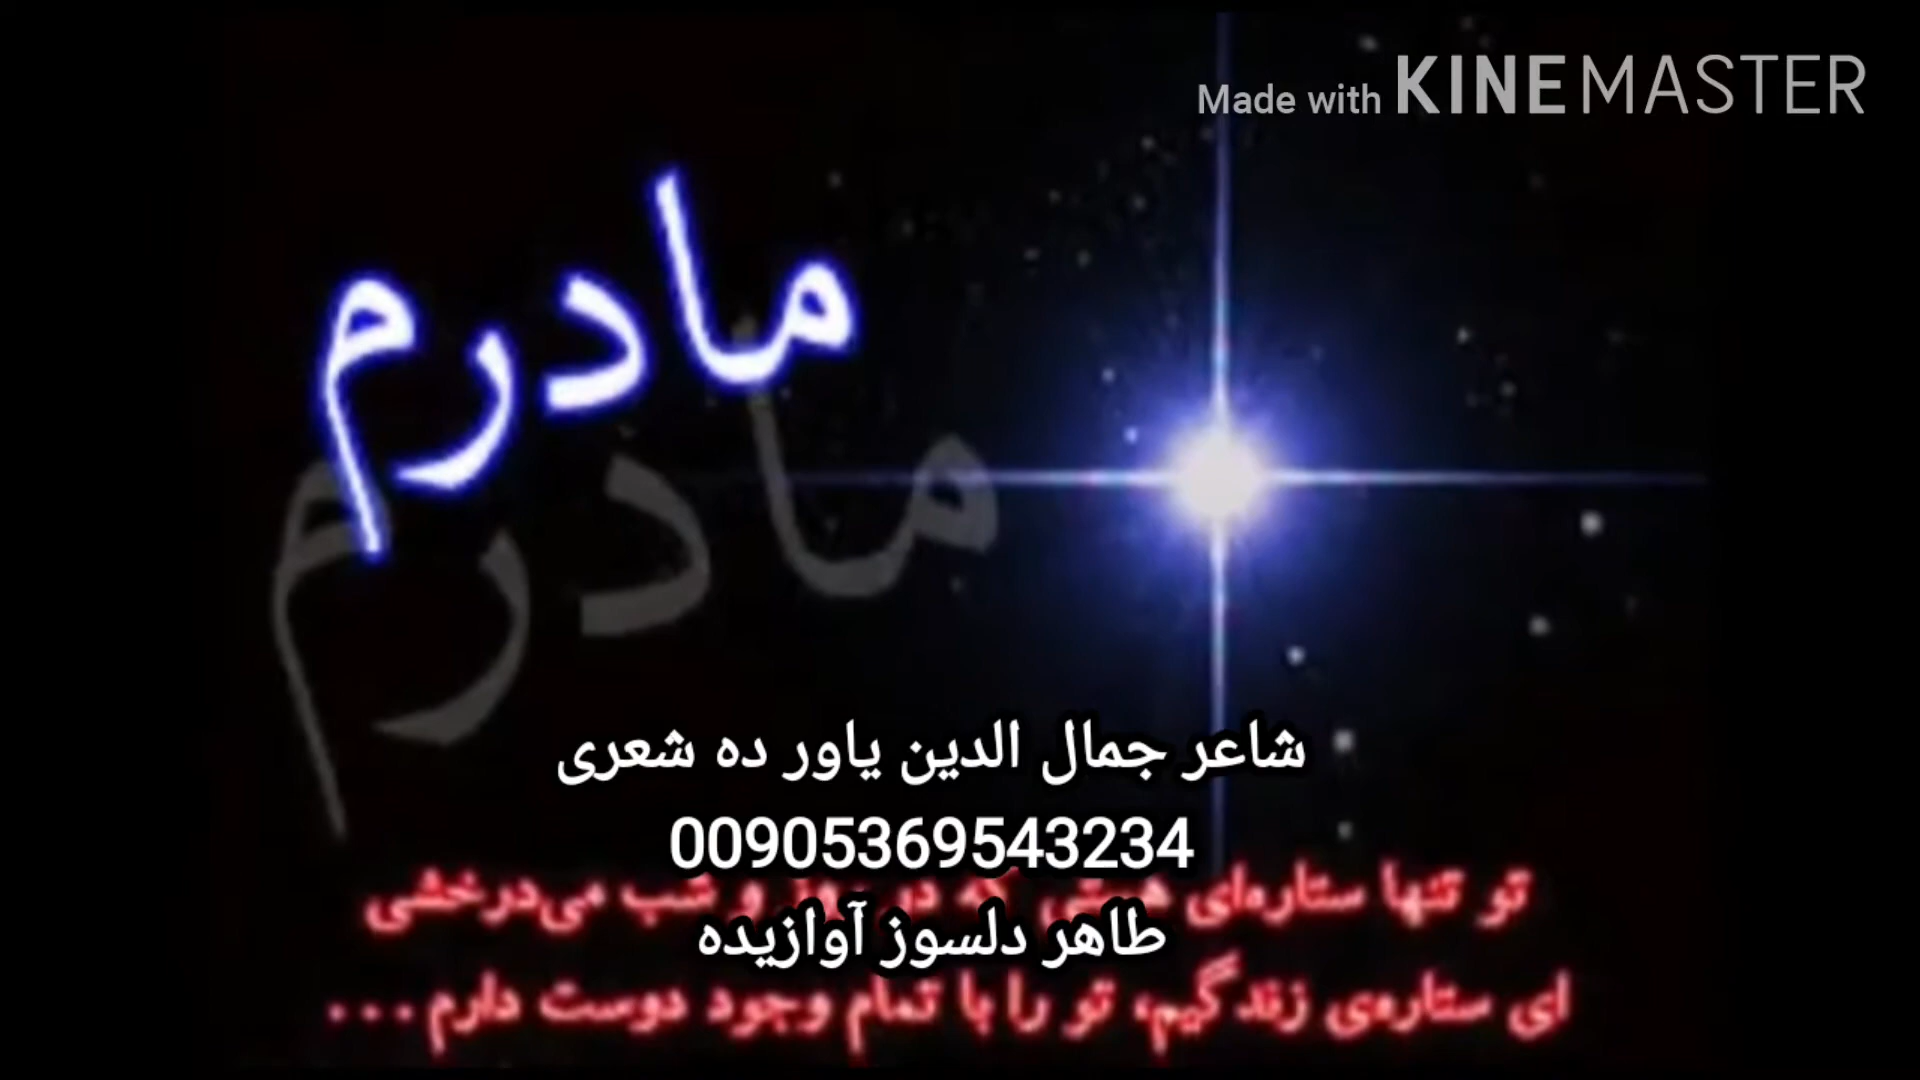 Made with KINEMASTER
مادرم
مادرم
شاعر جمال الدین یاور ده شعری
00905369543234
تو تنها ستاره‌ای هستی که در روز و شب می‌درخشی
طاهر دلسوز آوازیده
ای ستاره‌ی زندگیم، تو را با تمام وجود دوست دارم ...